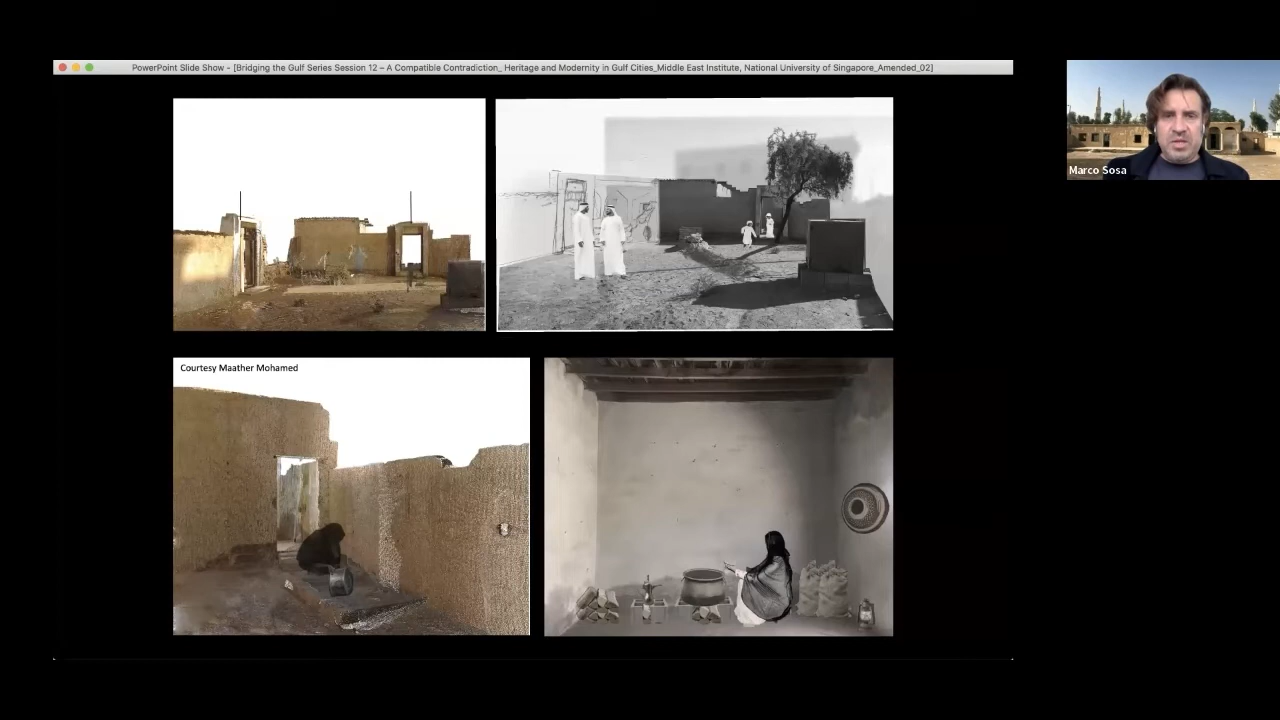 PowerPoint Slide Show - [Bridging the Gulf Series Session 12 – A Compatible Contradiction_ Heritage and Modernity in Gulf Cities_Middle East Institute, National University of Singapore_Amended_02]
Marco Sosa
Courtesy Maather Mohamed